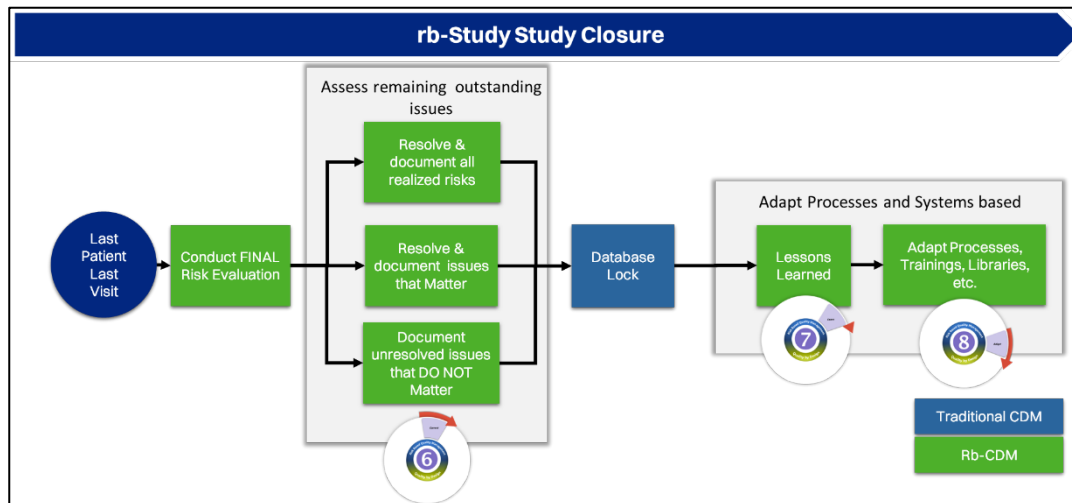 rb-Study Study Closure
Assess remaining outstanding
issues
Resolve &
document all
realized risks
Last
Patient
Last
Visit
Conduct FINAL
Risk Evaluation
Resolve &
document issues
that Matter
Document
unresolved issues
that DO NOT
Matter
6
Database
Lock
Adapt Processes and Systems based
Lessons
Learned
Adapt Processes,
Trainings, Libraries,
etc.
7
8
Traditional CDM
Rb-CDM